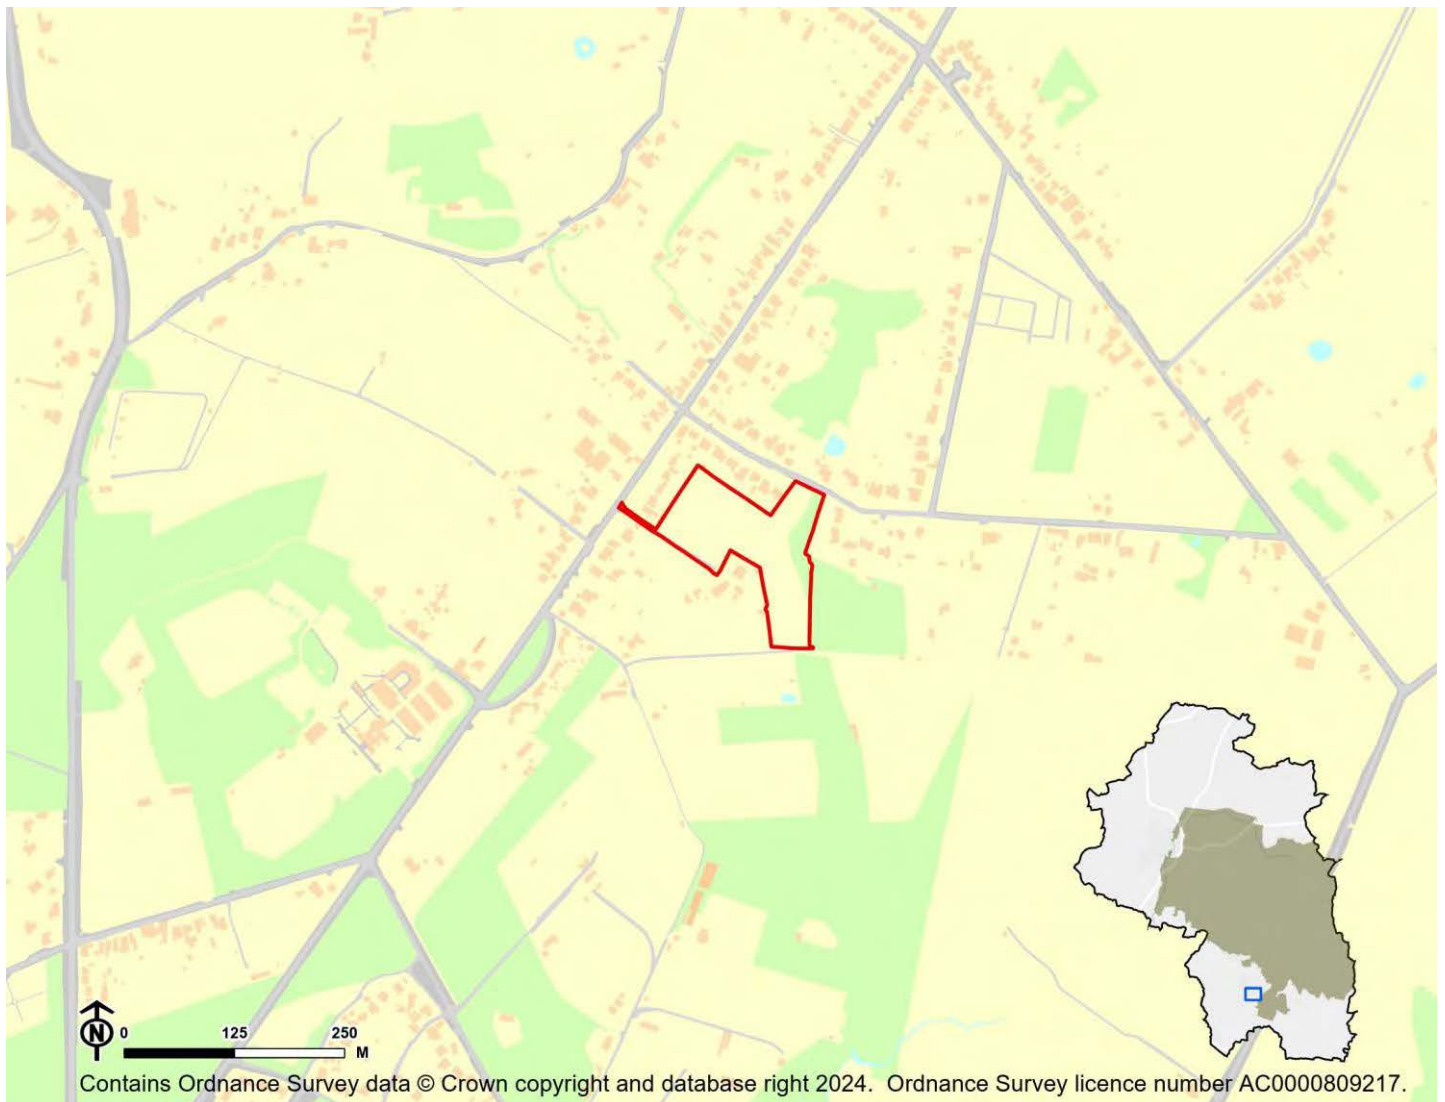 N
0 125 250
M
Contains Ordnance Survey data © Crown copyright and database right 2024. Ordnance Survey licence number AC0000809217.